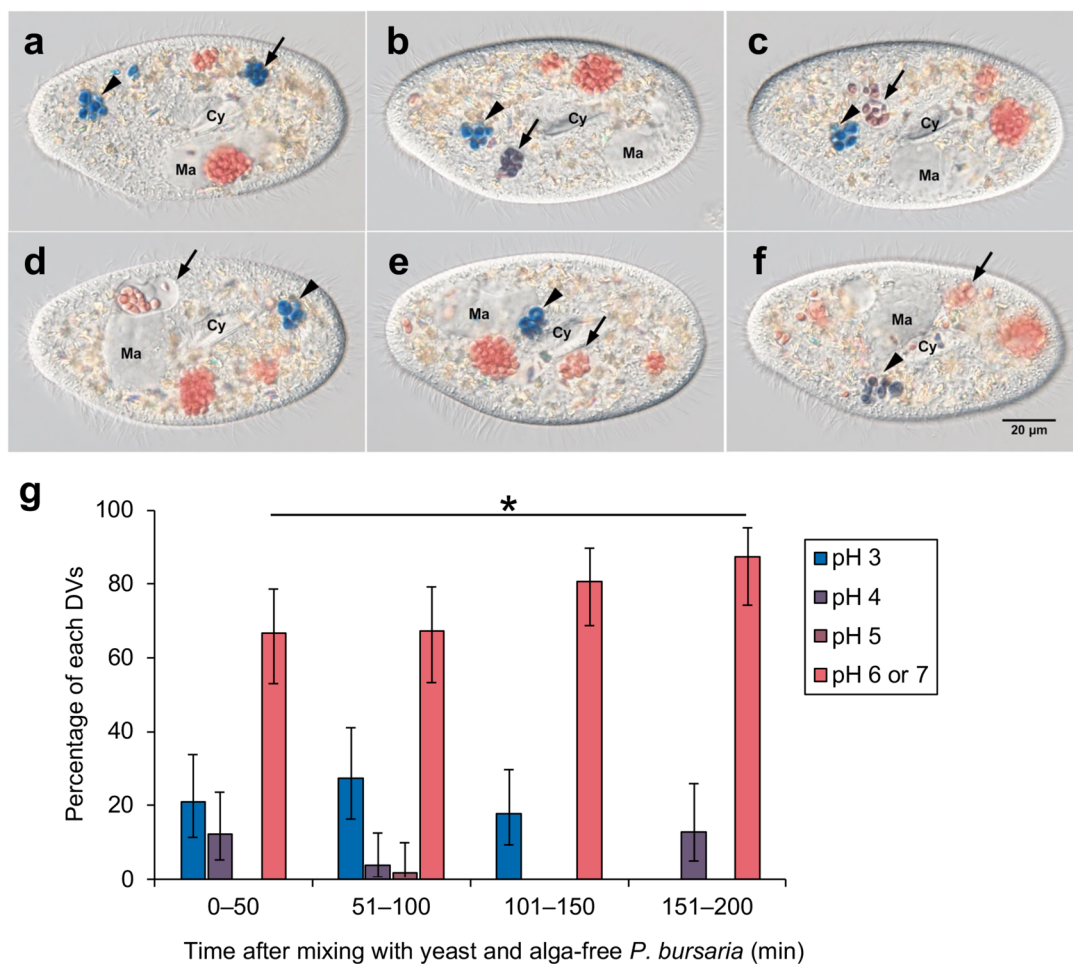 a
b
c
Cy
Ma
Cy
Ma
Cy
Ma
d
e
f
Ma
Cy
Ma
Cy
Ma
Cy
20 µm
g
*
Percentage of each DVs
100
80
60
40
20
0
0–50
51–100
101–150
151–200
Time after mixing with yeast and alga-free P. bursaria (min)
pH 3
pH 4
pH 5
pH 6 or 7